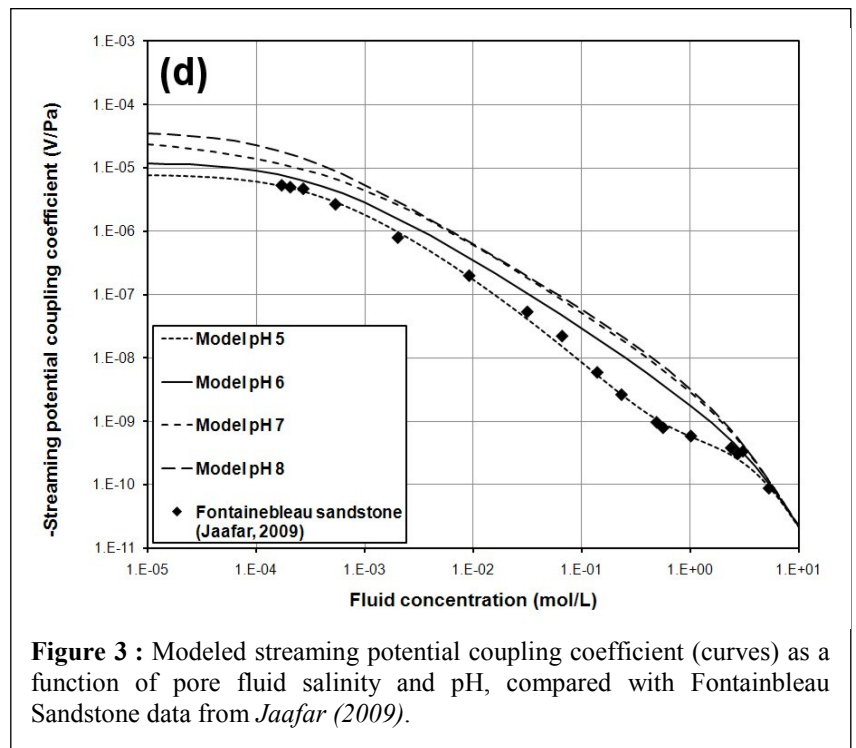 (d)
-Streaming potential coupling coefficient (V/Pa)
1.E-03
1.E-04
1.E-05
1.E-06
1.E-07
1.E-08
1.E-09
1.E-10
1.E-11
Model pH 5
Model pH 6
Model pH 7
Model pH 8
Fontainebleau sandstone
(Jaafar, 2009)
1.E-05
1.E-04
1.E-03
1.E-02
1.E-01
1.E+00
1.E+01
Fluid concentration (mol/L)
Figure 3 : Modeled streaming potential coupling coefficient (curves) as a
function of pore fluid salinity and pH, compared with Fontainbleau
Sandstone data from Jaafar (2009).